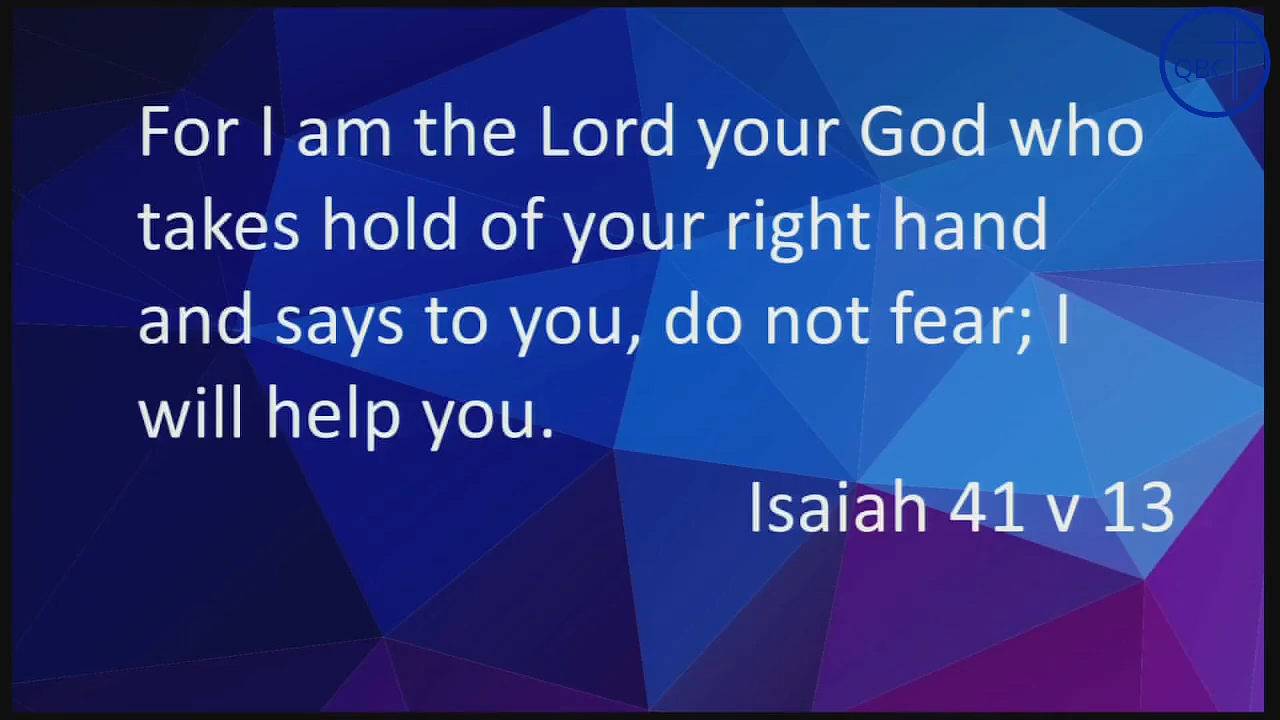 QBC
For I am the Lord your God who
takes hold of your right hand
and says to you, do not fear; I
will help you.
Isaiah 41 v 13